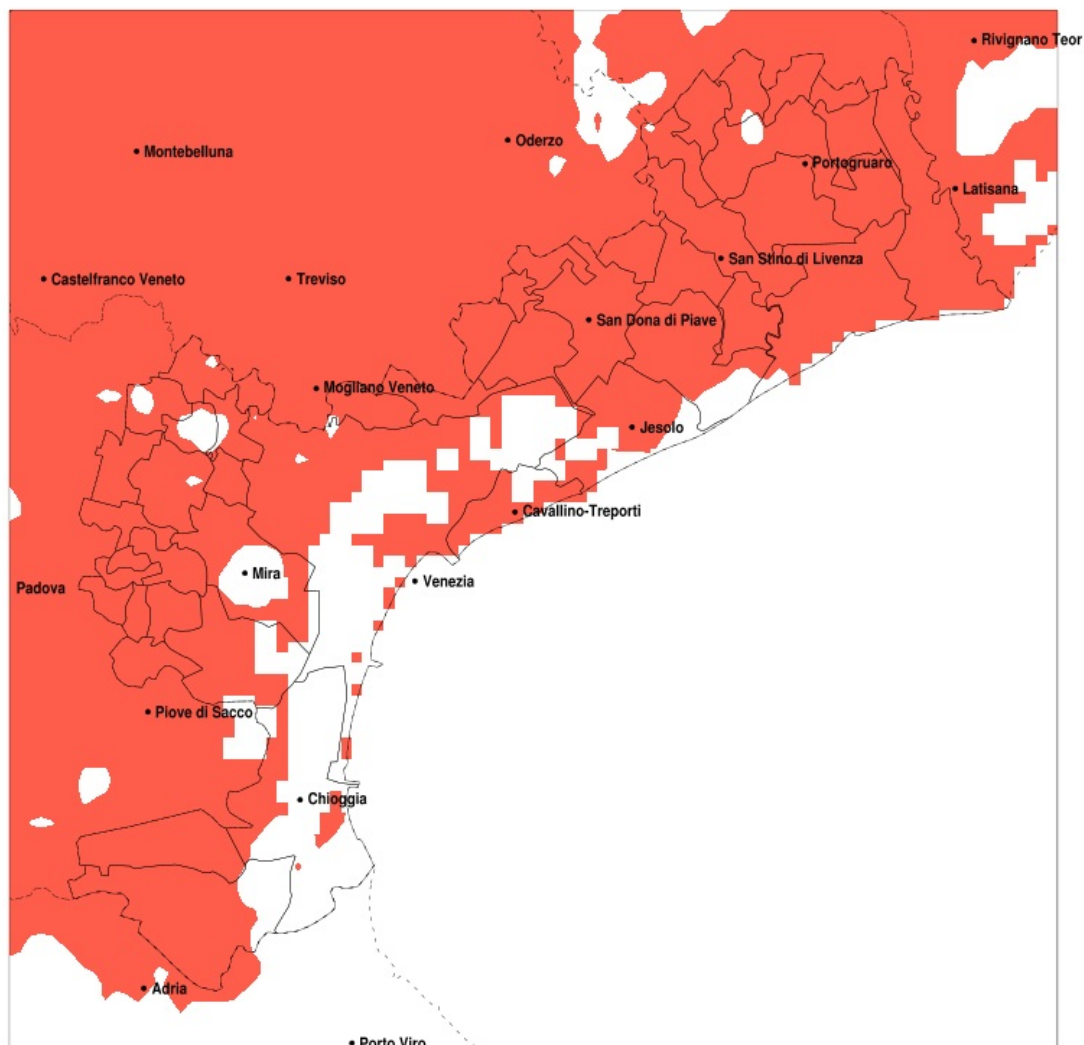 Rivignano Teor
Oderzo
Montebelluna
Portogruaro
Latisana
San Stino di Livenza
Castelfranco Veneto
Treviso
San Dona di Piave
Mogliano Veneto
Jesolo
Cavallino-Treporti
Mira
Venezia
Padova
Piove di Sacco
Chioggia
Adria
Porto Viro